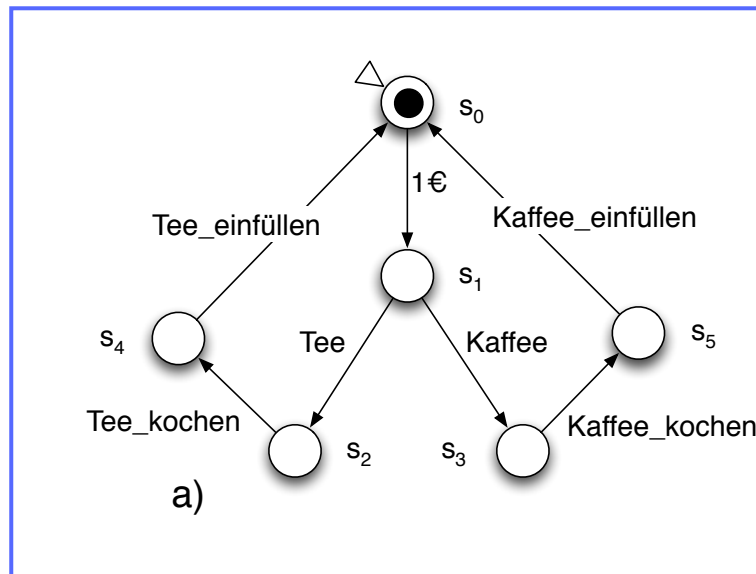 s0
1€
Tee_einfüllen
Kaffee_einfüllen
s1
s4
Tee
Kaffee
s5
Tee_kochen
Kaffee_kochen
s2
s3
a)